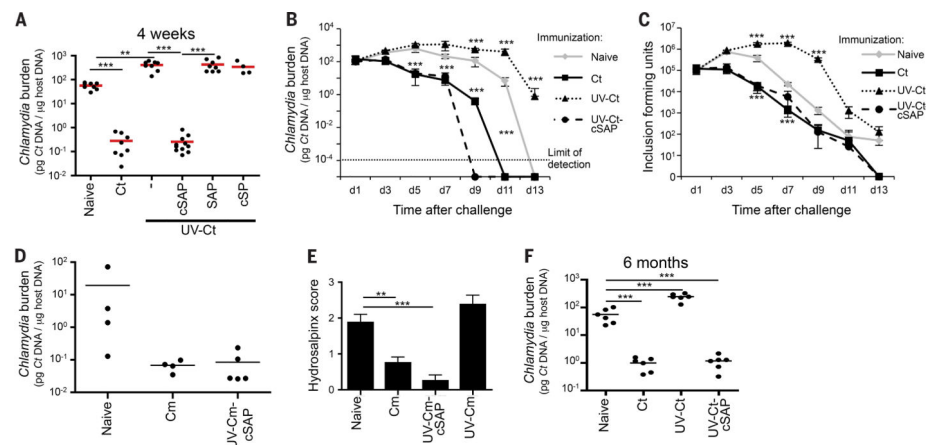 A
4 weeks
***
**
***
***
Chlamydia burden
(pg Ct DNA / µg host DNA)
10³
10²
10¹
10⁰
10⁻¹
10⁻²
Naive
Ct
-
cSAP
SAP
cSP
UV-Ct
B
Chlamydia burden
(pg Ct DNA / µg host DNA)
10⁴
10²
10⁰
10⁻²
10⁻⁴
***
***
***
***
***
***
***
***
Limit of
detection
d1 d3 d5 d7 d9 d11 d13
Time after challenge
Immunization:
Naive
Ct
UV-Ct
UV-Ct-
cSAP
C
Inclusion forming units
10⁷
10⁶
10⁵
10⁴
10³
10²
10¹
0
***
***
***
***
***
d1 d3 d5 d7 d9 d11 d13
Time after challenge
Immunization:
Naive
Ct
UV-Ct
UV-Ct
cSAP
D
Chlamydia burden
(pg Ct DNA / µg host DNA)
10²
10¹
10⁰
10⁻¹
10⁻²
Naive
Cm
UV-Cm-
cSAP
E
Hydrosalpinx score
3
2
1
0
**
***
Naive
Cm
UV-Cm-
cSAP
UV-Cm
F
6 months
***
***
***
Chlamydia burden
(pg Ct DNA / µg host DNA)
10³
10²
10¹
10⁰
10⁻¹
Naive
Ct
UV-Ct
UV-Ct-
cSAP